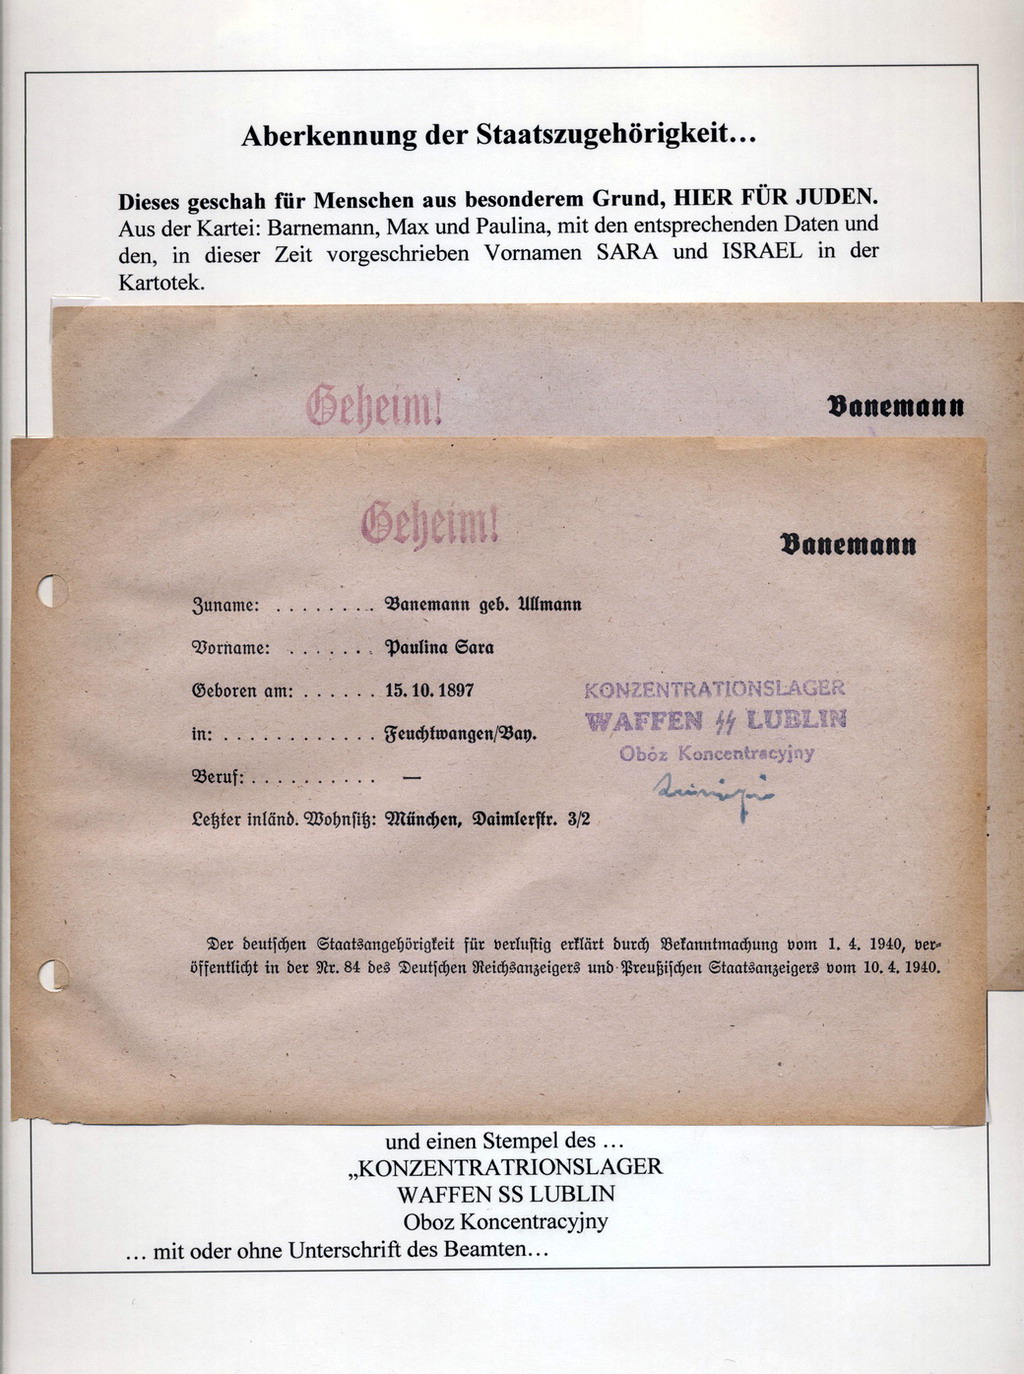 Aberkennung der Staatszugehörigkeit...
Dieses geschah für Menschen aus besonderem Grund, HIER FÜR JUDEN.
Aus der Kartei: Barnemann, Max und Paulina, mit den entsprechenden Daten und
den, in dieser Zeit vorgeschrieben Vornamen SARA und ISRAEL in der
Kartotek.
Geheim!
Banemann
Geheim!
Banemann
Zuname: ........ Banemann geb. Ullmann
Vorname: ....... Paulina Sara
Geboren am: ...... 15. 10. 1897
in: ............ Feuchtwangen/Bay.
Beruf: .......... —
Letzter inländ. Wohnsitz: München, Daimlerstr. 3/2
KONZENTRATIONSLAGER
WAFFEN SS LUBLIN
Obóz Koncentracyjny
Der deutschen Staatsangehörigkeit für verlustig erklärt durch Bekanntmachung vom 1. 4. 1940, ver-
öffentlicht in der Nr. 84 des Deutschen Reichsanzeigers und Preußischen Staatsanzeigers vom 10. 4. 1940.
und einen Stempel des ...
„KONZENTRATRIONSLAGER
WAFFEN SS LUBLIN
Oboz Koncentracyjny
... mit oder ohne Unterschrift des Beamten...